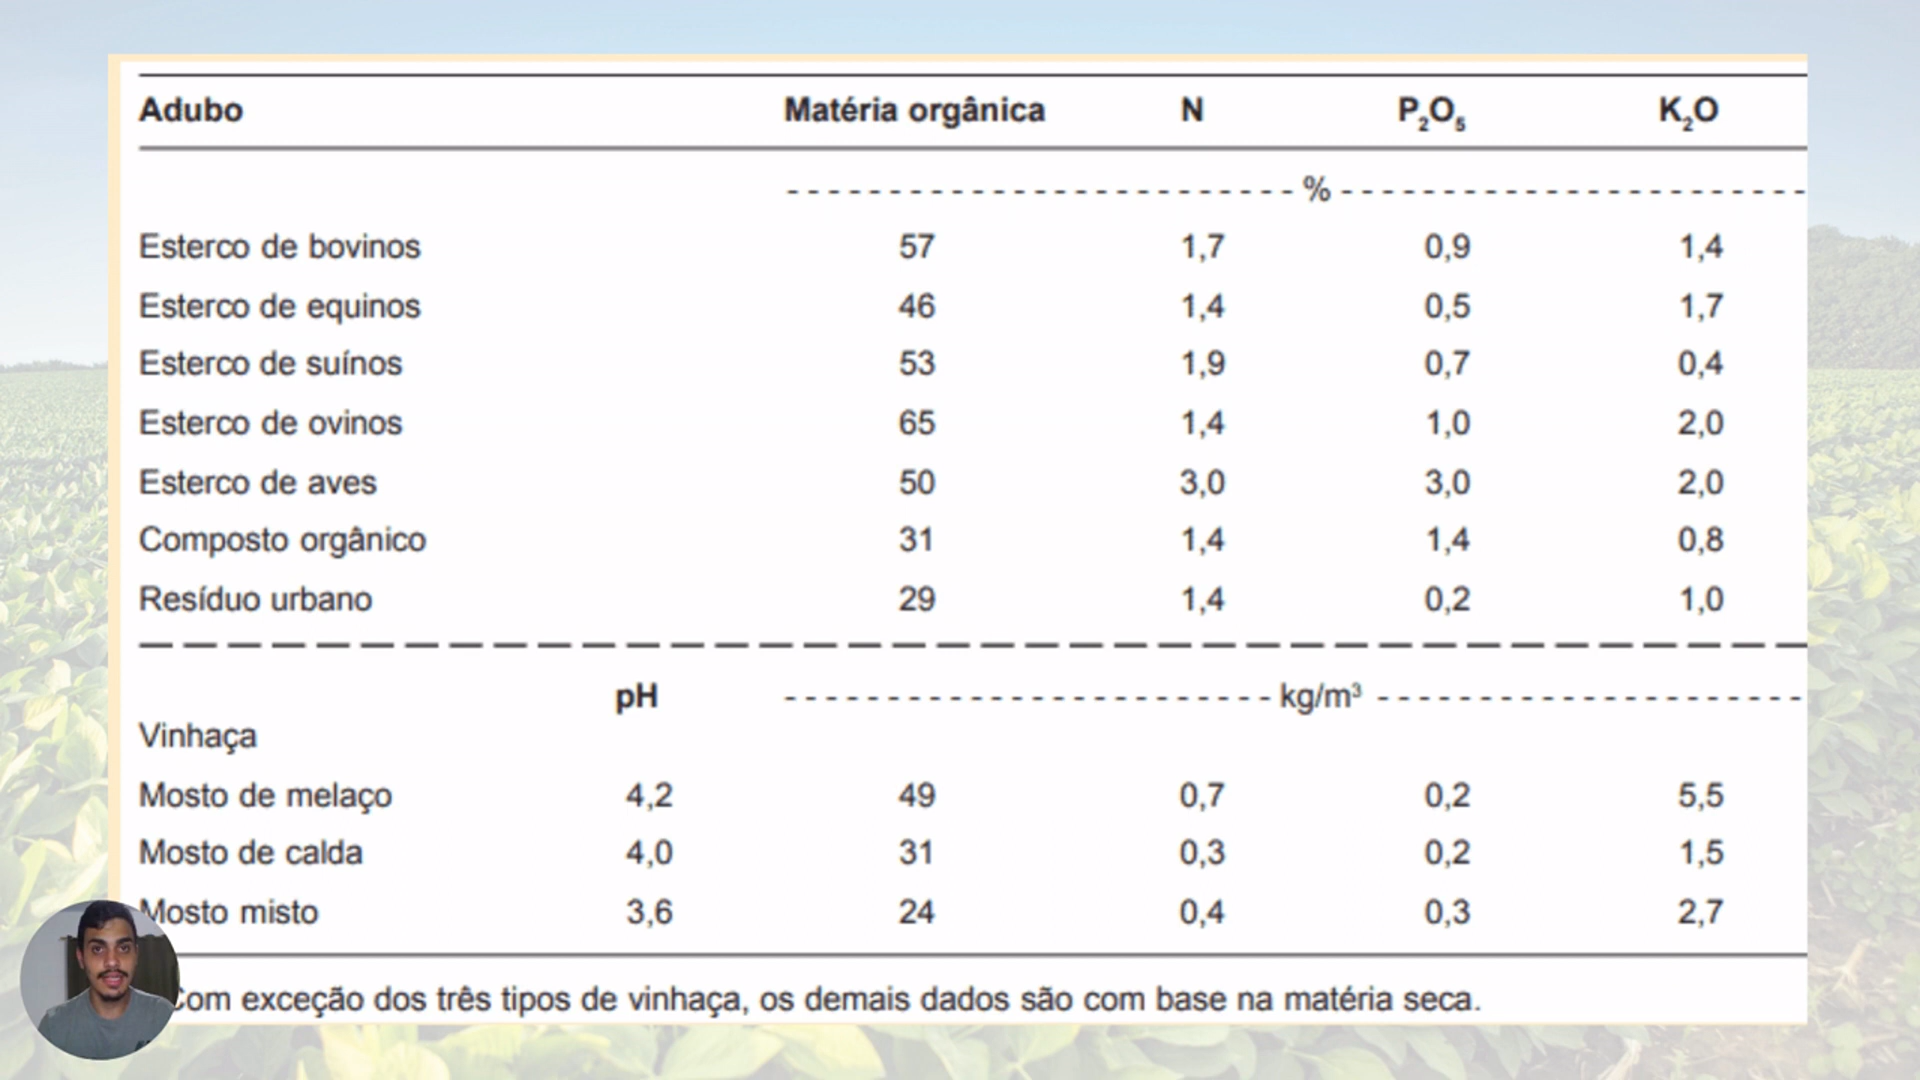 Adubo Matéria orgânica N P₂O₅ K₂O
%
Esterco de bovinos 57 1,7 0,9 1,4
Esterco de equinos 46 1,4 0,5 1,7
Esterco de suínos 53 1,9 0,7 0,4
Esterco de ovinos 65 1,4 1,0 2,0
Esterco de aves 50 3,0 3,0 2,0
Composto orgânico 31 1,4 1,4 0,8
Resíduo urbano 29 1,4 0,2 1,0
pH kg/m³
Vinhaça
Mosto de melaço 4,2 49 0,7 0,2 5,5
Mosto de calda 4,0 31 0,3 0,2 1,5
Mosto misto 3,6 24 0,4 0,3 2,7
Com exceção dos três tipos de vinhaça, os demais dados são com base na matéria seca.